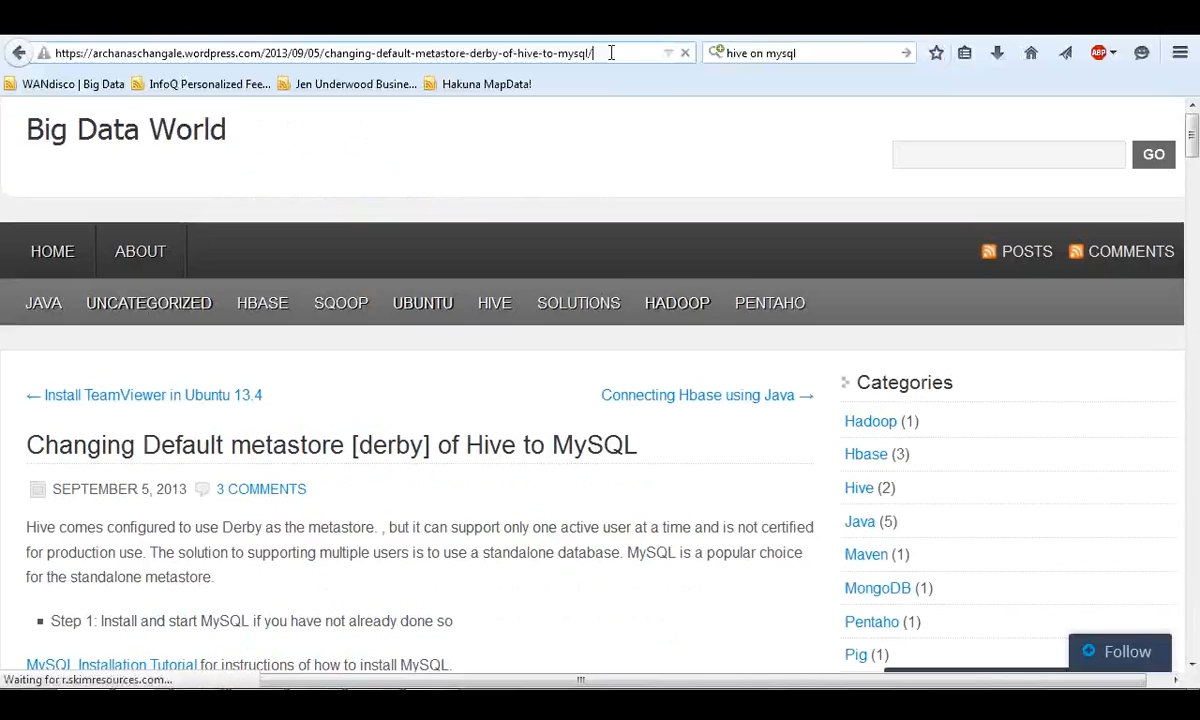 https://archanaschangale.wordpress.com/2013/09/05/changing-default-metastore-derby-of-hive-to-mysql/
hive on mysql
ABP
WANdisco | Big Data
InfoQ Personalized Fee...
Jen Underwood Busine...
Hakuna MapData!
Big Data World
GO
HOME
ABOUT
POSTS
COMMENTS
JAVA
UNCATEGORIZED
HBASE
SQOOP
UBUNTU
HIVE
SOLUTIONS
HADOOP
PENTAHO
← Install TeamViewer in Ubuntu 13.4
Connecting Hbase using Java →
Changing Default metastore [derby] of Hive to MySQL
SEPTEMBER 5, 2013
3 COMMENTS
Hive comes configured to use Derby as the metastore. , but it can support only one active user at a time and is not certified
for production use. The solution to supporting multiple users is to use a standalone database. MySQL is a popular choice
for the standalone metastore.
Step 1: Install and start MySQL if you have not already done so
MySQL Installation Tutorial for instructions of how to install MySQL.
Categories
Hadoop (1)
Hbase (3)
Hive (2)
Java (5)
Maven (1)
MongoDB (1)
Pentaho (1)
Pig (1)
Follow
Waiting for r.skimresources.com...